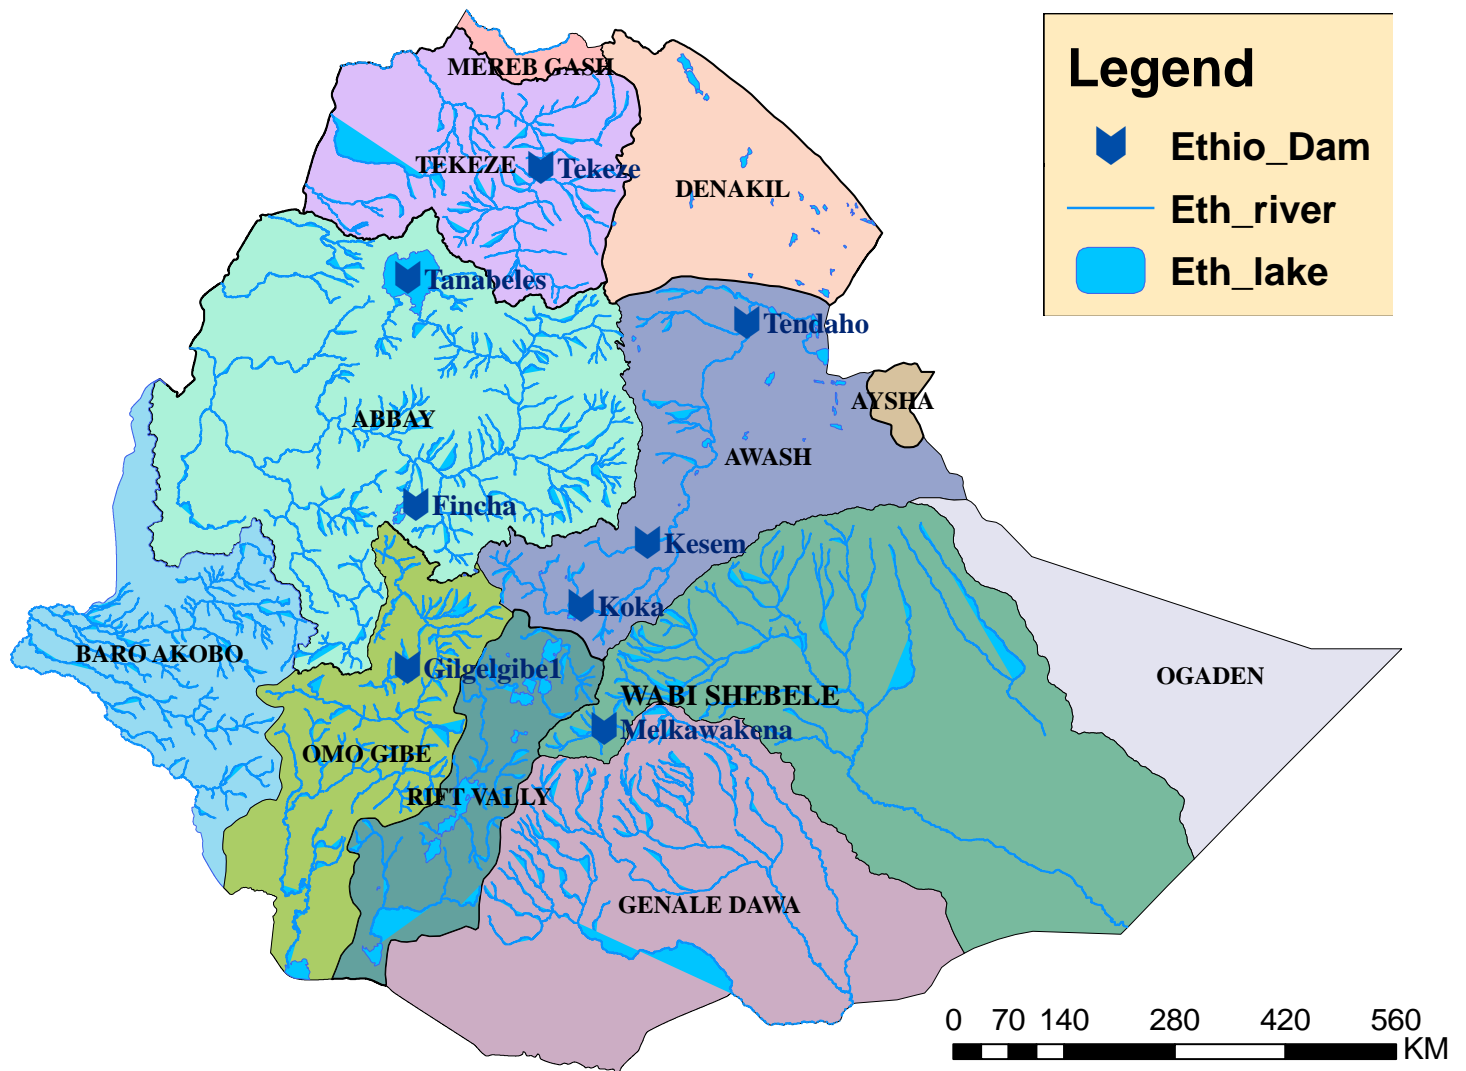 MEREB GASH
Legend
Ethio_Dam
Eth_river
Eth_lake
TEKEZE
Tekeze
DENAKIL
Tanabeles
Tendaho
AYSHA
ABBAY
AWASH
Fincha
Kesem
Koka
BARO AKOBO
Gilgelgibe1
OGADEN
WABI SHEBELE
Melkawakena
OMO GIBE
RIFT VALLY
GENALE DAWA
0 70 140 280 420 560
KM